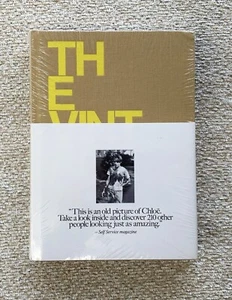 TH
E
VINT
“This is an old picture of Chloë.
Take a look inside and discover 210 other
people looking just as amazing.”
—Self Service magazine